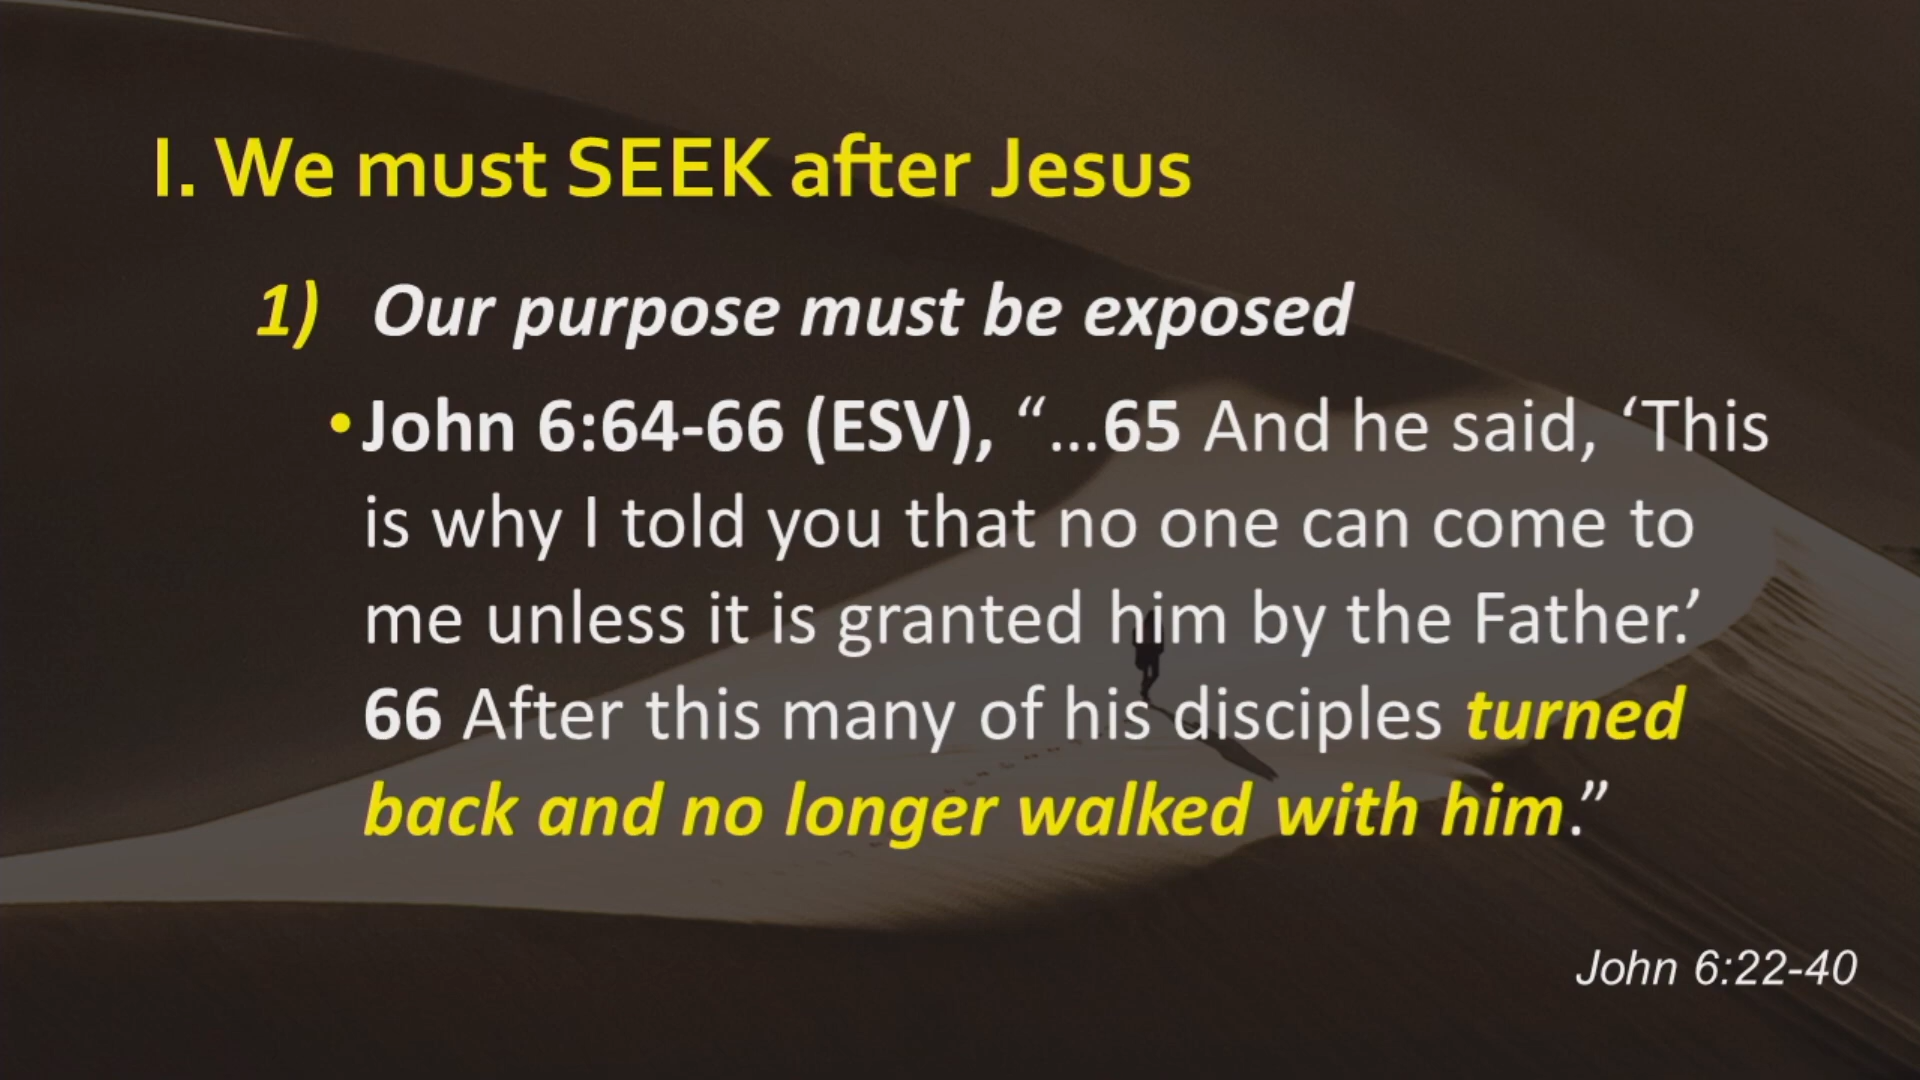 I. We must SEEK after Jesus
1) Our purpose must be exposed
• John 6:64-66 (ESV), “…65 And he said, ‘This
is why I told you that no one can come to
me unless it is granted him by the Father.’
66 After this many of his disciples turned
back and no longer walked with him.”
John 6:22-40